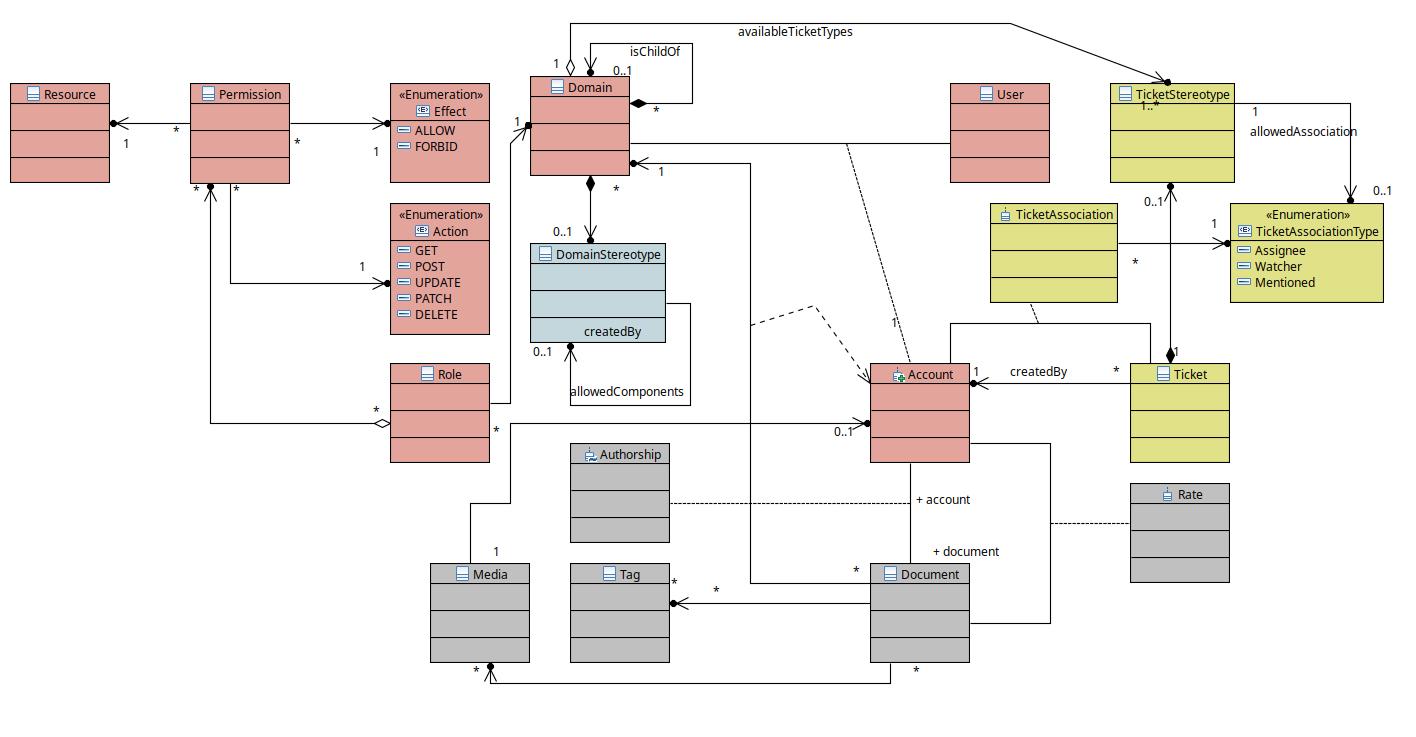 availableTicketTypes
isChildOf
1
0..1
Resource
Permission
«Enumeration»
Effect
ALLOW
FORBID
Domain
User
TicketStereotype
1..*
*
1
allowedAssociation
1
*
1
*
1
1
*
1
0..1
*
*
«Enumeration»
Action
GET
POST
UPDATE
PATCH
DELETE
1
0..1
DomainStereotype
createdBy
0..1
allowedComponents
TicketAssociation
1
*
«Enumeration»
TicketAssociationType
Assignee
Watcher
Mentioned
0..1
1
1
Role
*
*
Account
1
createdBy
*
Ticket
0..1
Authorship
+ account
Rate
1
+ document
Media
Tag
*
*
*
Document
*
*